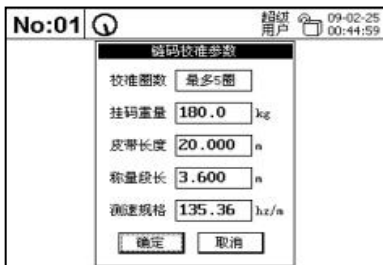 No:01 超级用户 09-02-25 00:44:59
链码校准参数
校准圈数 最多5圈
挂码重量 180.0 kg
皮带长度 20.000 m
称量段长 3.600 m
测速规格 135.36 hz/m
确定 取消